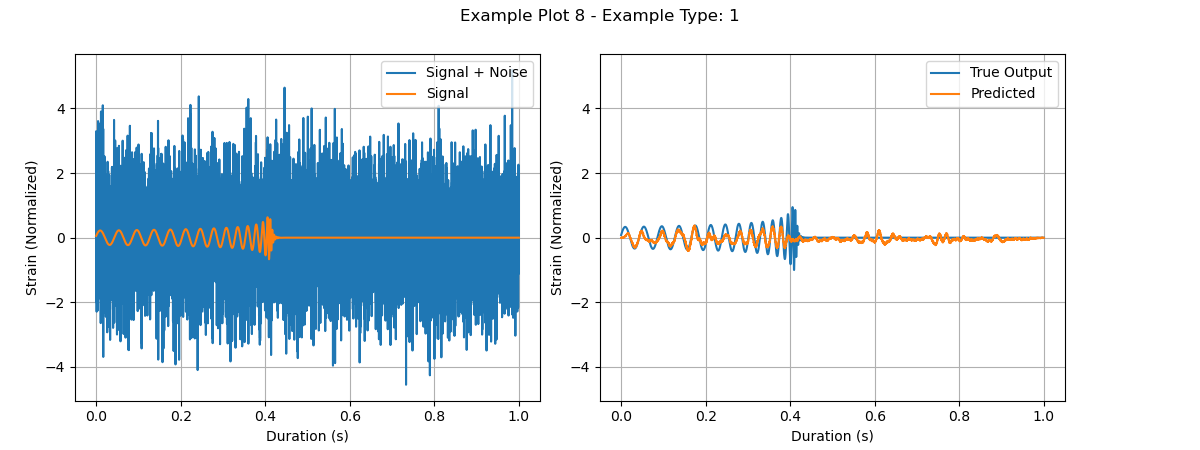 Example Plot 8 - Example Type: 1
Signal + Noise
Signal
4
2
0
−2
−4
Strain (Normalized)
0.0 0.2 0.4 0.6 0.8 1.0
Duration (s)
True Output
Predicted
4
2
0
−2
−4
Strain (Normalized)
0.0 0.2 0.4 0.6 0.8 1.0
Duration (s)